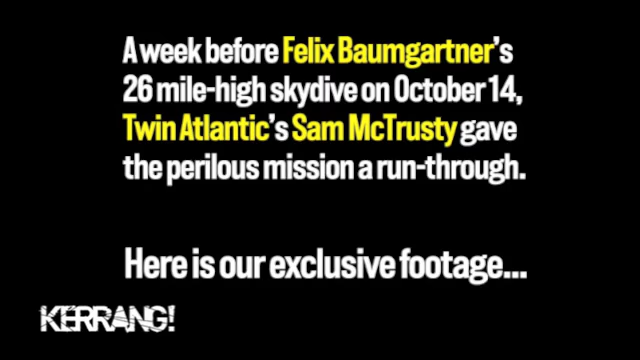 A week before Felix Baumgartner's
26 mile-high skydive on October 14,
Twin Atlantic's Sam McTrusty gave
the perilous mission a run-through.
Here is our exclusive footage...
KERRANG!